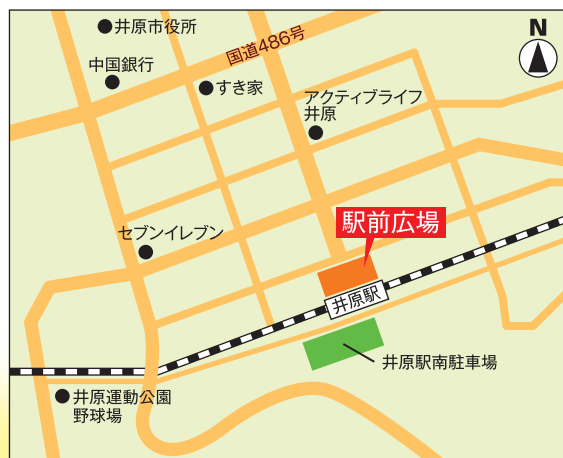 井原市役所
国道486号
N
中国銀行
すき家
アクティブライフ
井原
駅前広場
セブンイレブン
井原駅
井原駅南駐車場
井原運動公園
野球場